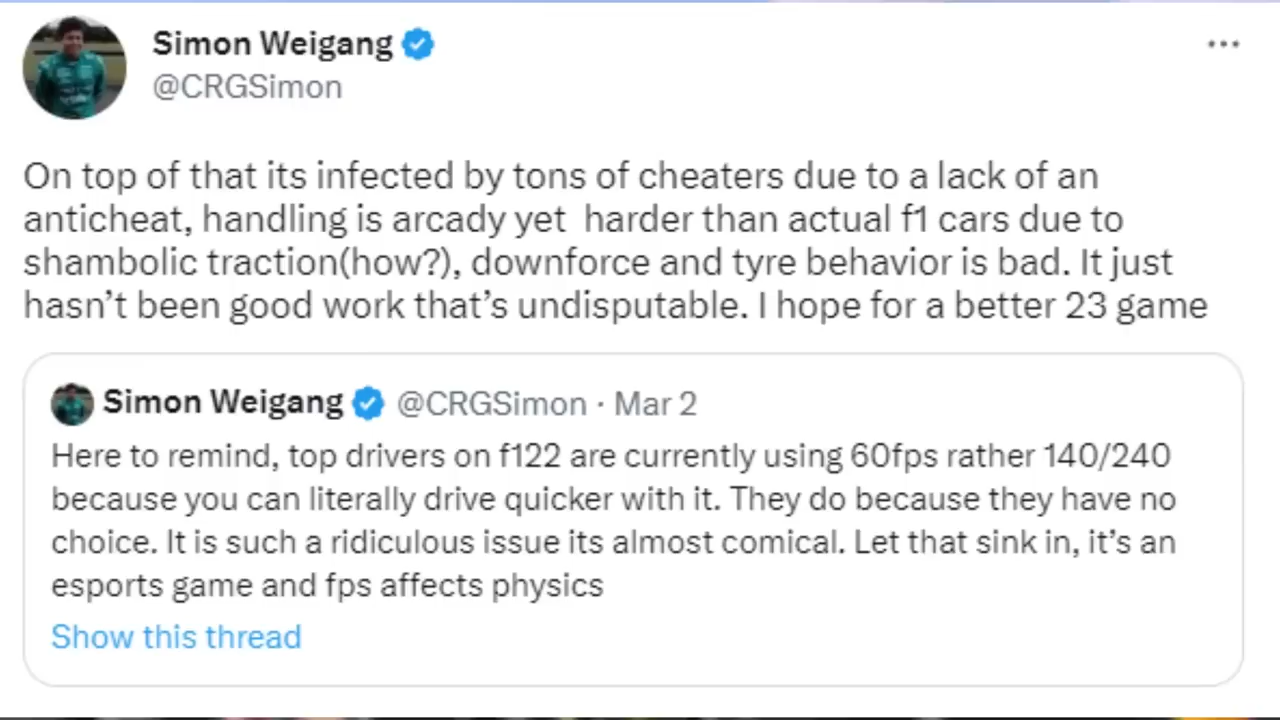 Simon Weigang
@CRGSimon
On top of that its infected by tons of cheaters due to a lack of an
anticheat, handling is arcady yet  harder than actual f1 cars due to
shambolic traction(how?), downforce and tyre behavior is bad. It just
hasn’t been good work that’s undisputable. I hope for a better 23 game
Simon Weigang @CRGSimon · Mar 2
Here to remind, top drivers on f122 are currently using 60fps rather 140/240
because you can literally drive quicker with it. They do because they have no
choice. It is such a ridiculous issue its almost comical. Let that sink in, it’s an
esports game and fps affects physics
Show this thread